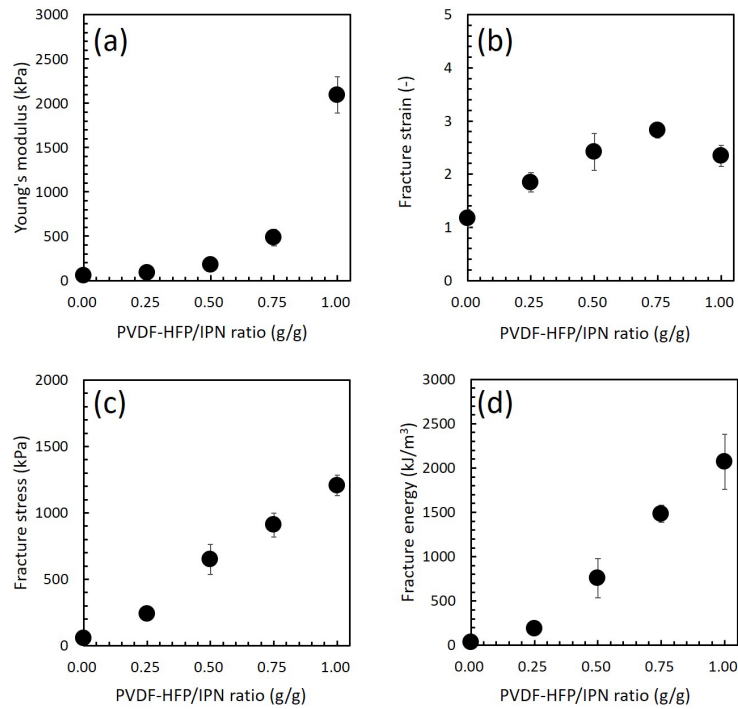 (a)
Young's modulus (kPa)
3000
2500
2000
1500
1000
500
0
0.00 0.25 0.50 0.75 1.00
PVDF-HFP/IPN ratio (g/g)
(b)
Fracture strain (-)
5
4
3
2
1
0
0.00 0.25 0.50 0.75 1.00
PVDF-HFP/IPN ratio (g/g)
(c)
Fracture stress (kPa)
2000
1500
1000
500
0
0.00 0.25 0.50 0.75 1.00
PVDF-HFP/IPN ratio (g/g)
(d)
Fracture energy (kJ/m³)
3000
2500
2000
1500
1000
500
0
0.00 0.25 0.50 0.75 1.00
PVDF-HFP/IPN ratio (g/g)